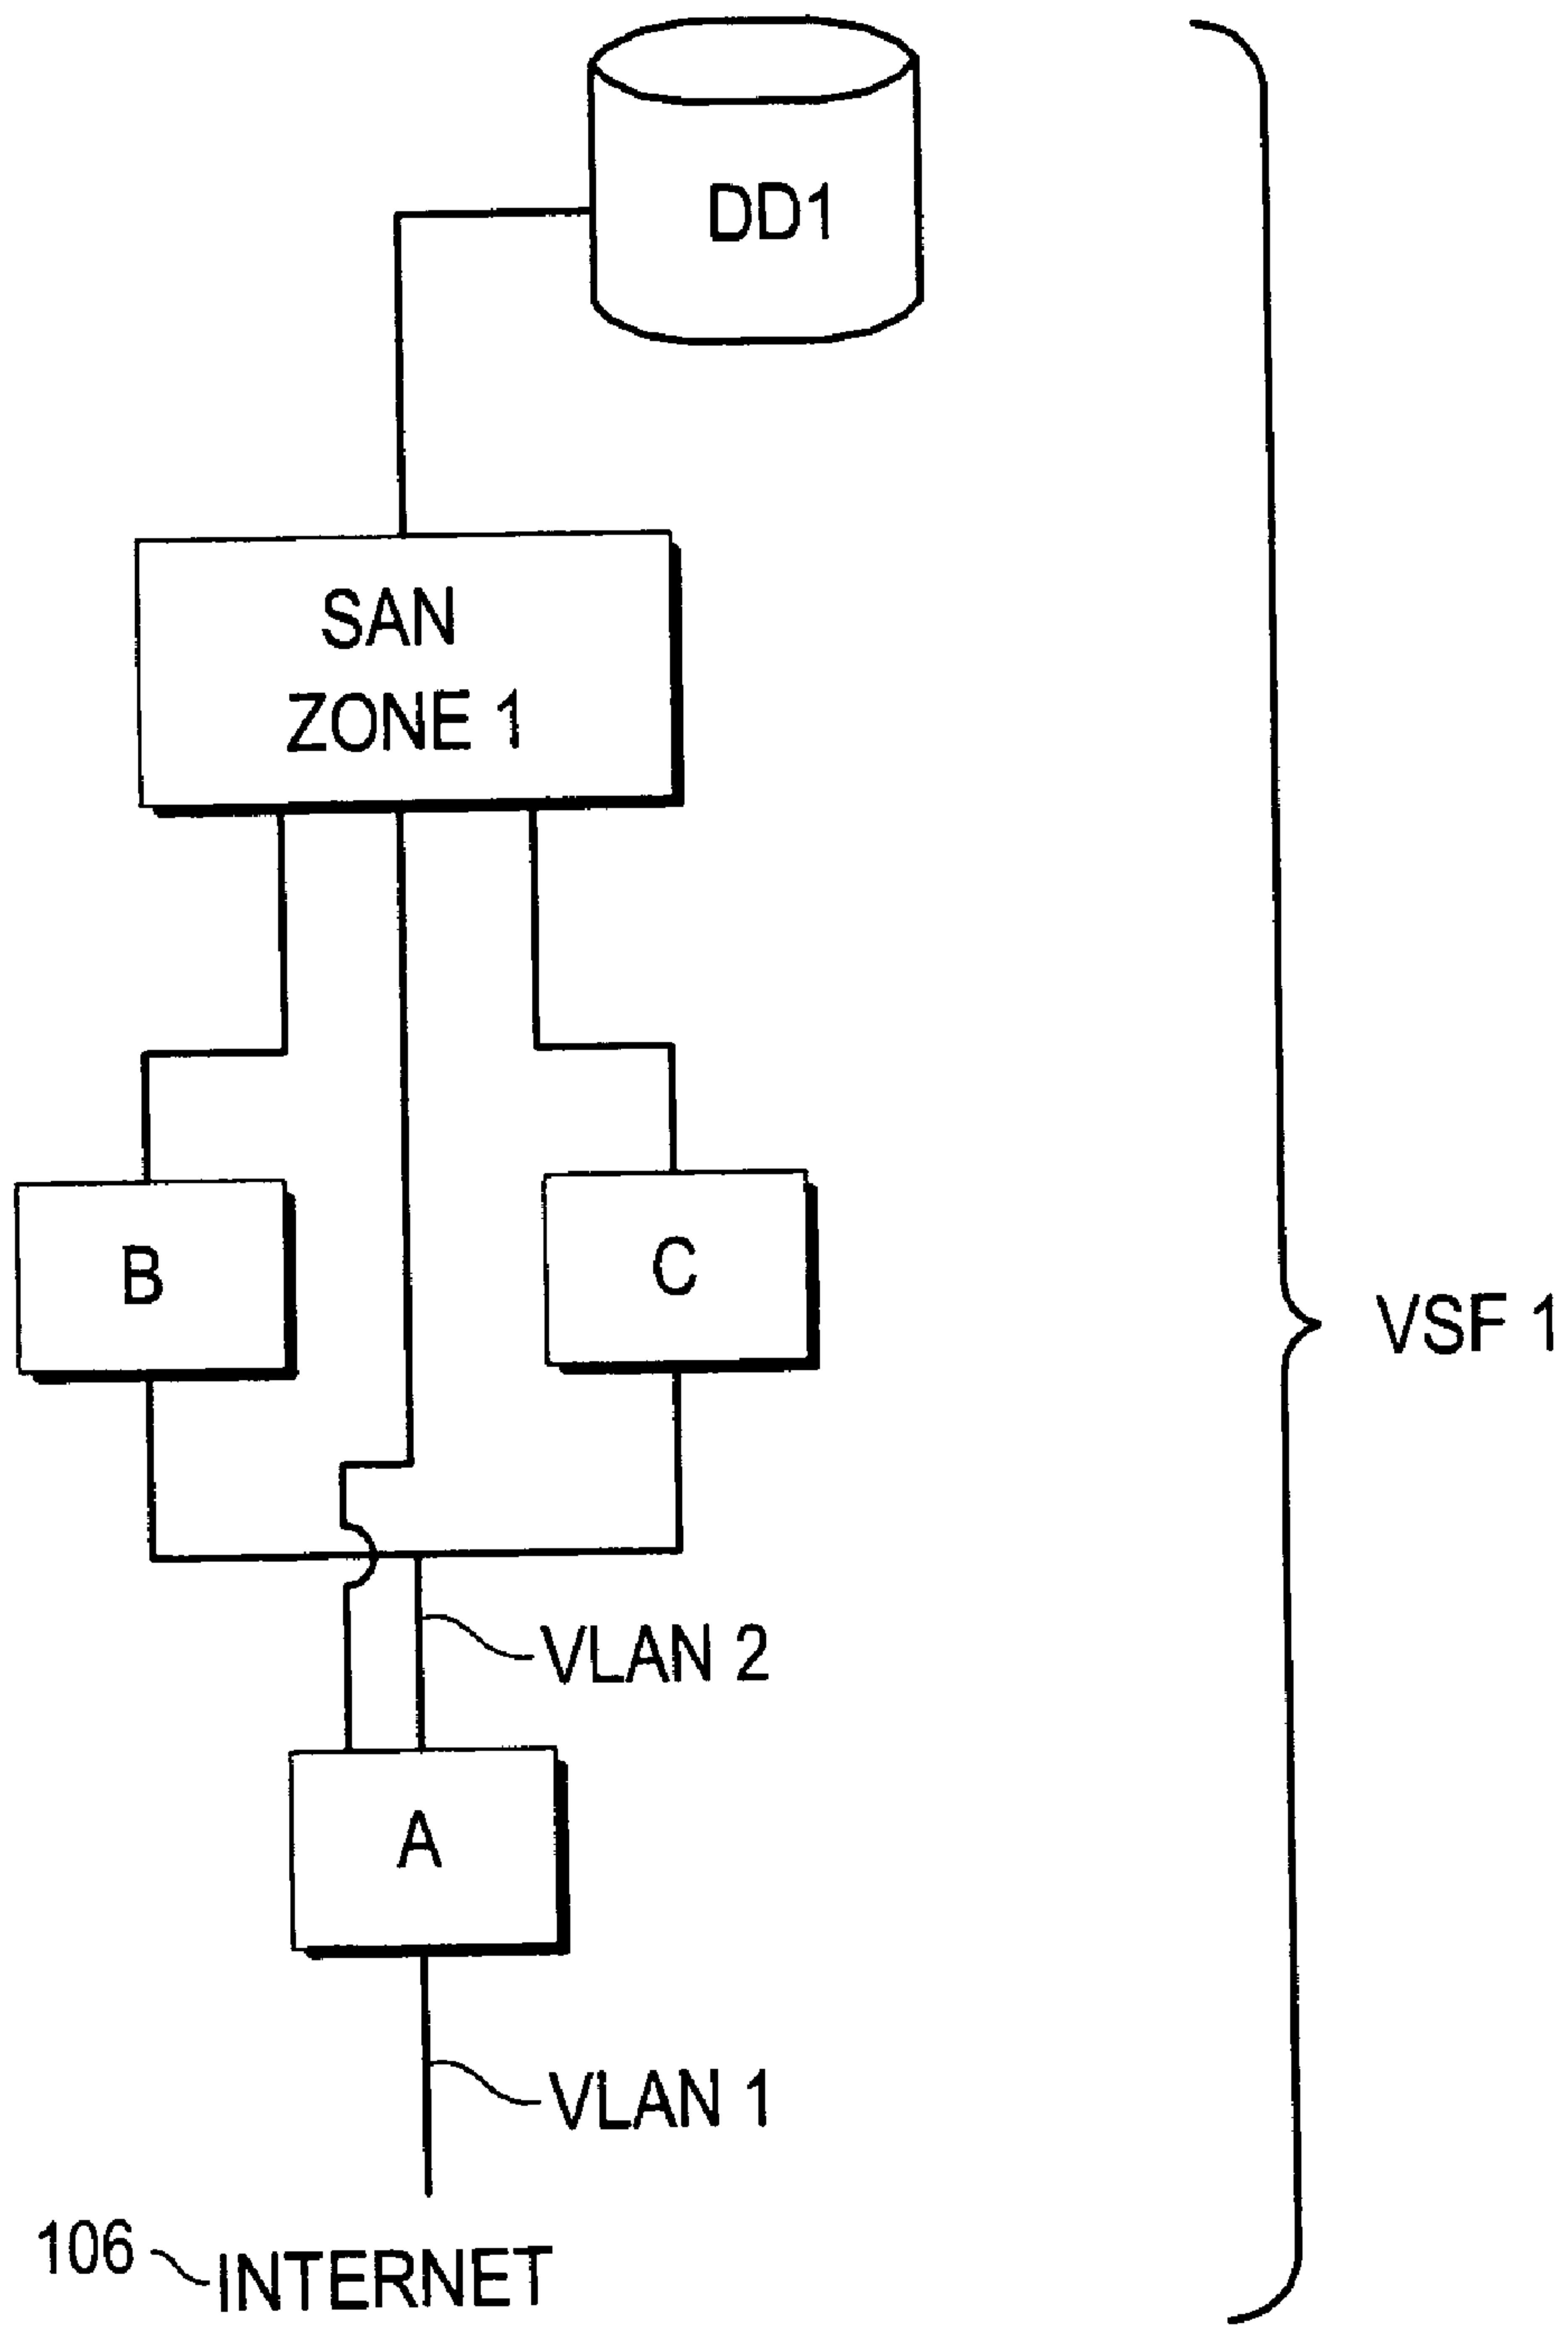 DD1
SAN
ZONE 1
B
C
VSF 1
VLAN 2
A
VLAN 1
106
INTERNET